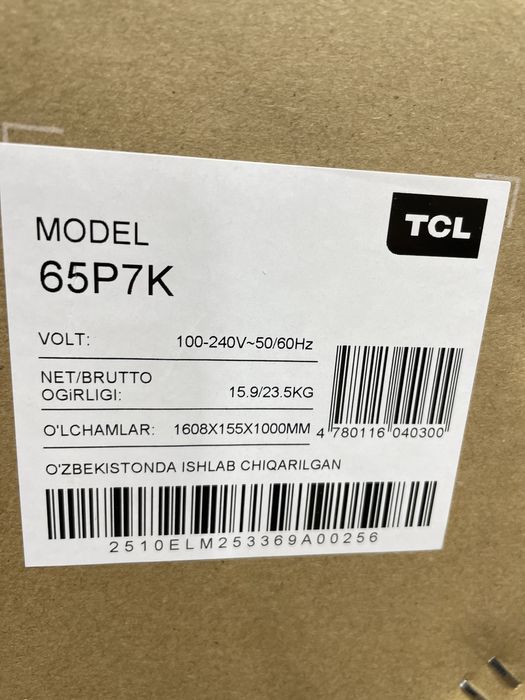 TCL
MODEL
65P7K
VOLT: 100-240V~50/60Hz
NET/BRUTTO
OGiRLIGI: 15.9/23.5KG
O'LCHAMLAR: 1608X155X1000MM
4 780116 040300
O'ZBEKISTONDA ISHLAB CHIQARILGAN
2510ELM253369A00256